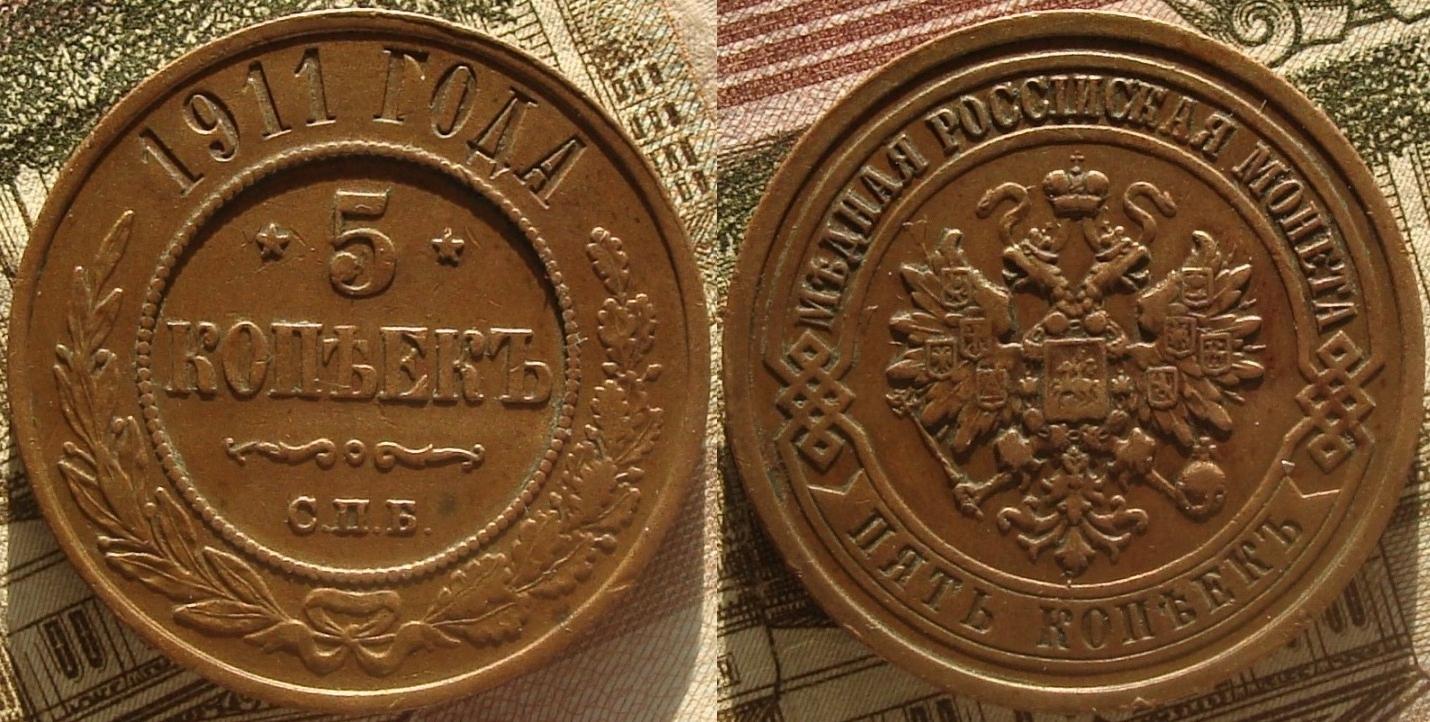 1911 ГОДА
5
КОПѢЕКЪ
С.П.Б.
МѢДНАЯ РОССІЙСКАЯ МОНЕТА
ПЯТЬ КОПѢЕКЪ